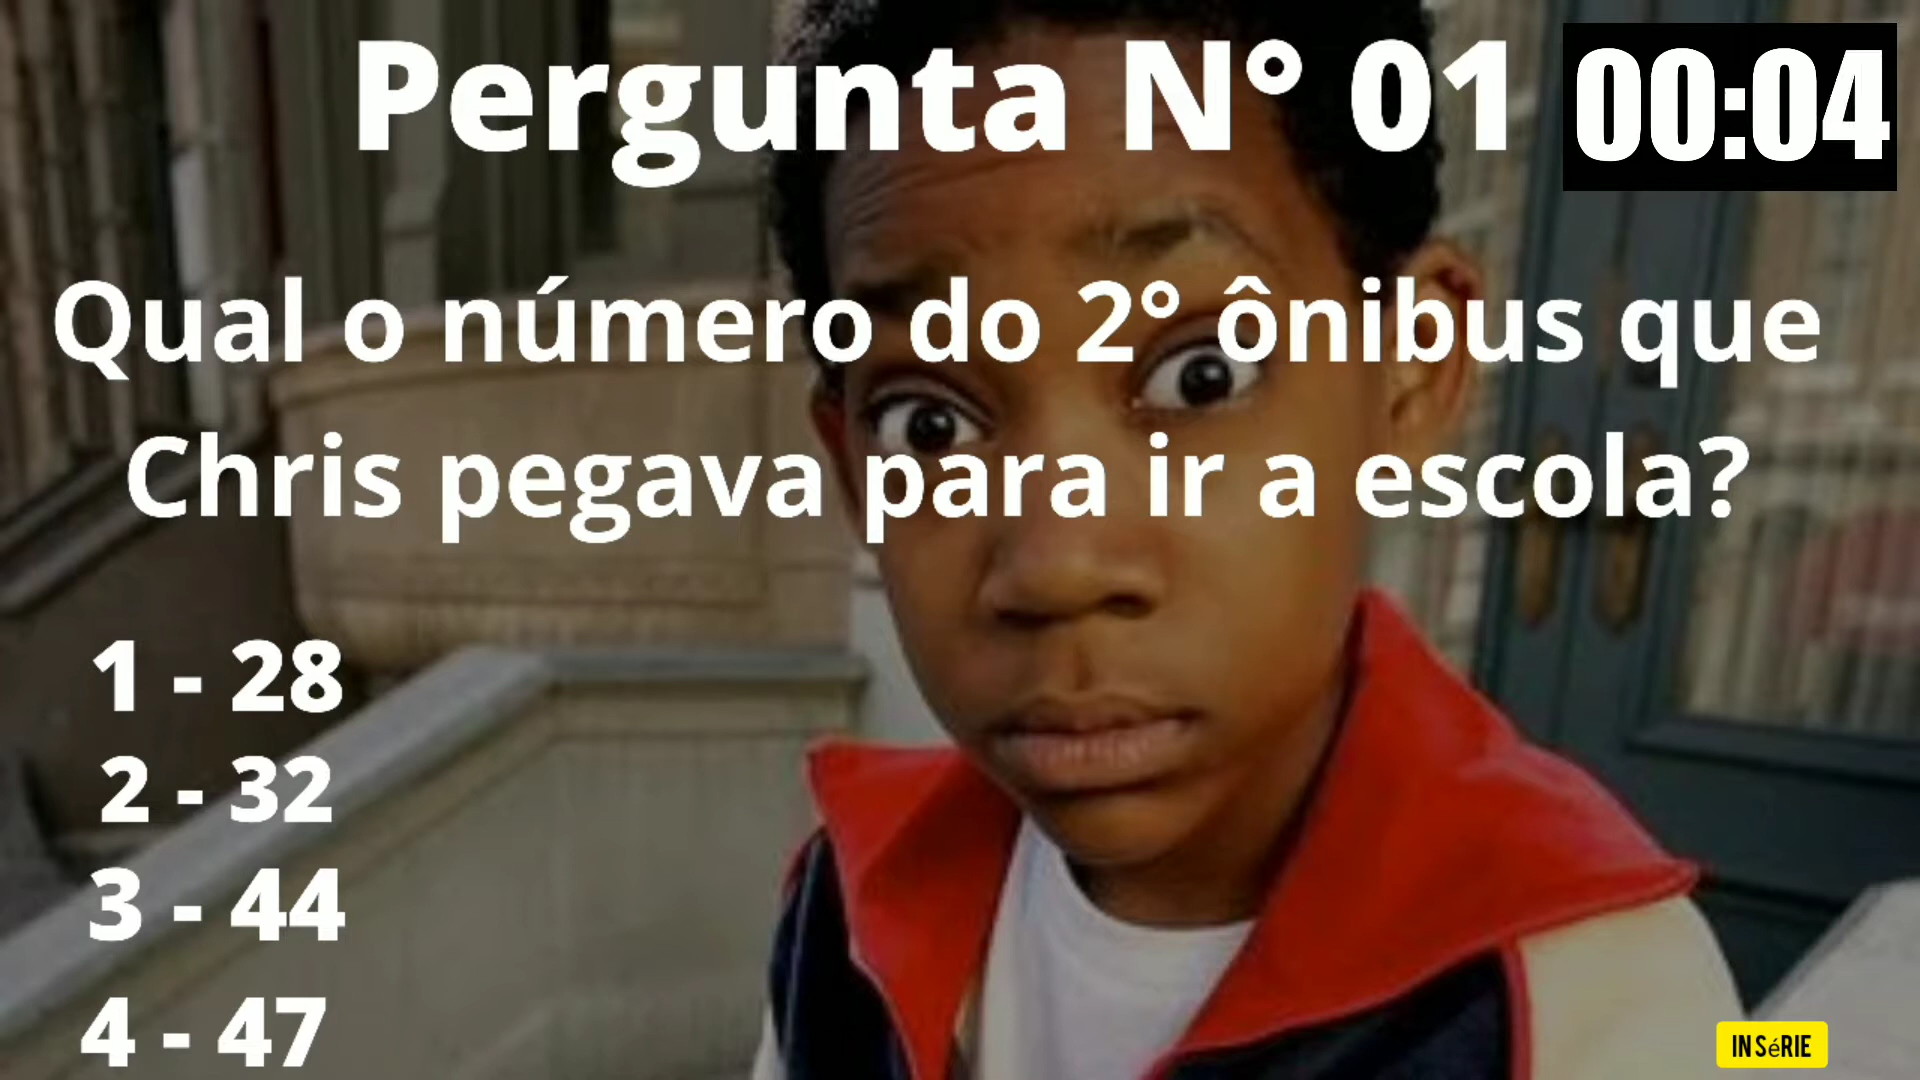 Pergunta N° 01
00:04
Qual o número do 2° ônibus que
Chris pegava para ir a escola?
1 - 28
2 - 32
3 - 44
4 - 47
IN SéRIE